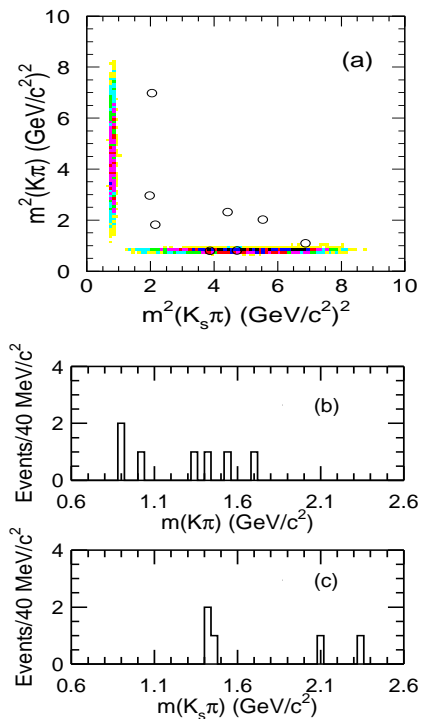 (a)
m²(Kπ) (GeV/c²)²
10
8
6
4
2
0
0 2 4 6 8 10
m²(Kₛπ) (GeV/c²)²
(b)
Events/40 MeV/c²
4
2
0
0.6 1.1 1.6 2.1 2.6
m(Kπ) (GeV/c²)
(c)
Events/40 MeV/c²
4
2
0
0.6 1.1 1.6 2.1 2.6
m(Kₛπ) (GeV/c²)